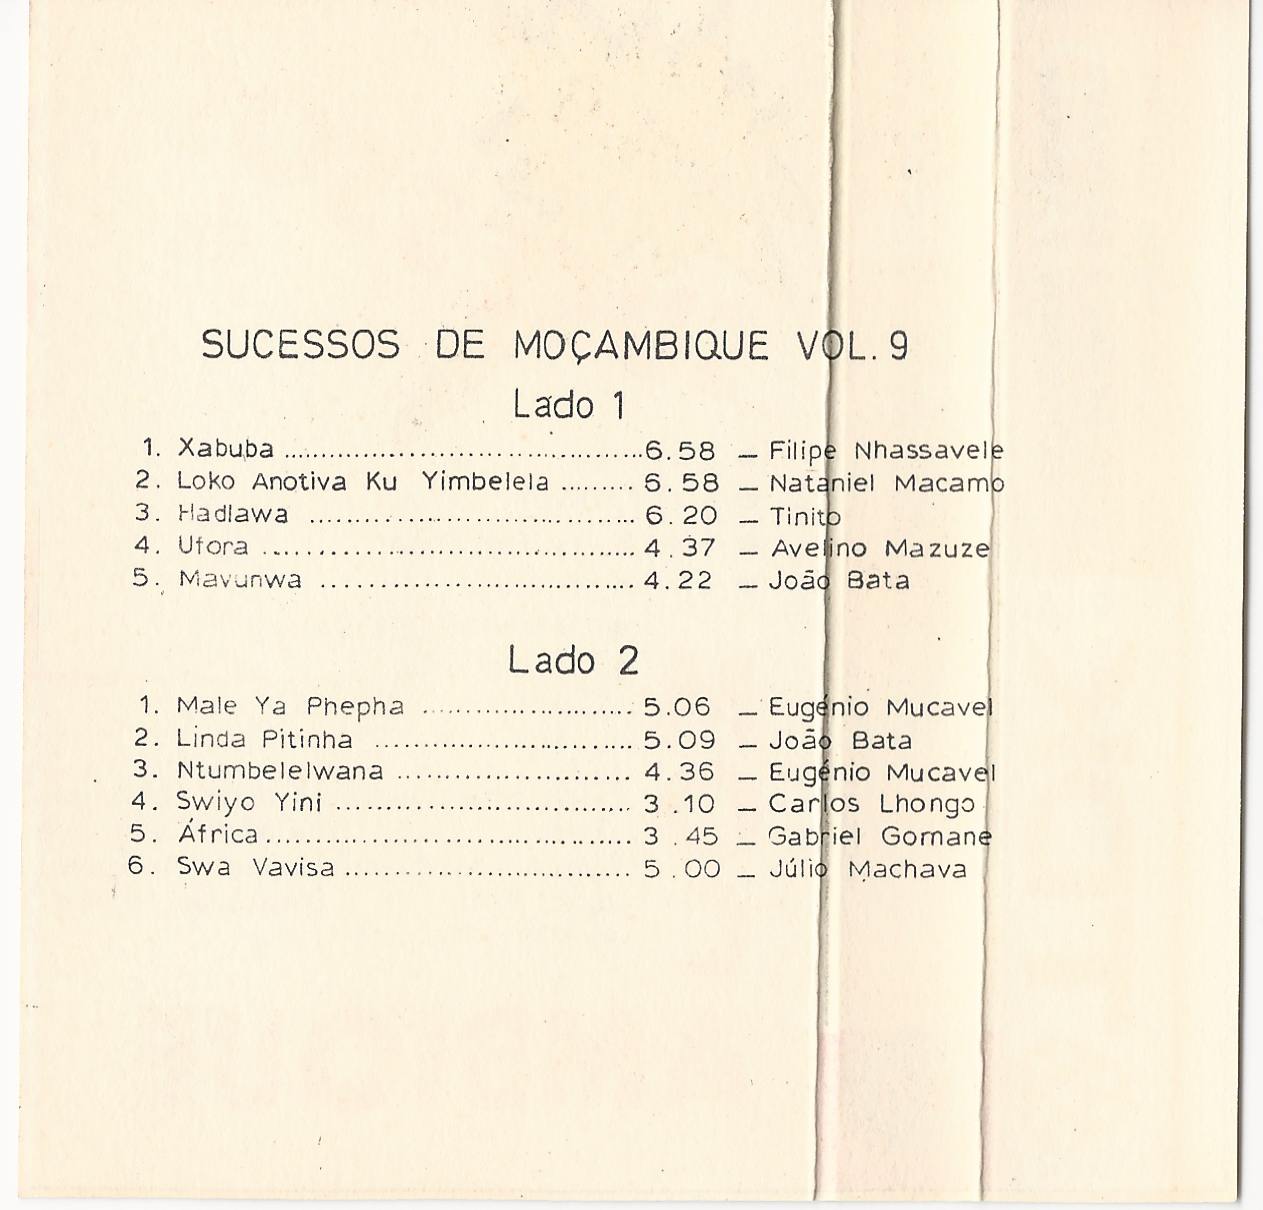 SUCESSOS DE MOÇAMBIQUE VOL. 9
Lado 1
1. Xabuba ........................................6.58 _ Filipe Nhassavele
2. Loko Anotiva Ku Yimbelela ......... 6.58 _ Nataniel Macamo
3. Hadlawa .................................... 6.20 _ Tinito
4. Utora ......................................... 4.37 _ Avelino Mazuze
5. Mavunwa ................................... 4.22 _ João Bata
Lado 2
1. Male Ya Phepha ........................ 5.06 _ Eugénio Mucavel
2. Linda Pitinha ............................. 5.09 _ João Bata
3. Ntumbelelwana .......................... 4.36 _ Eugénio Mucavel
4. Swiyo Yini ................................. 3.10 _ Carlos Lhongo
5. África.......................................... 3.45 _ Gabriel Gomane
6. Swa Vavisa ................................ 5.00 _ Júlio Machava